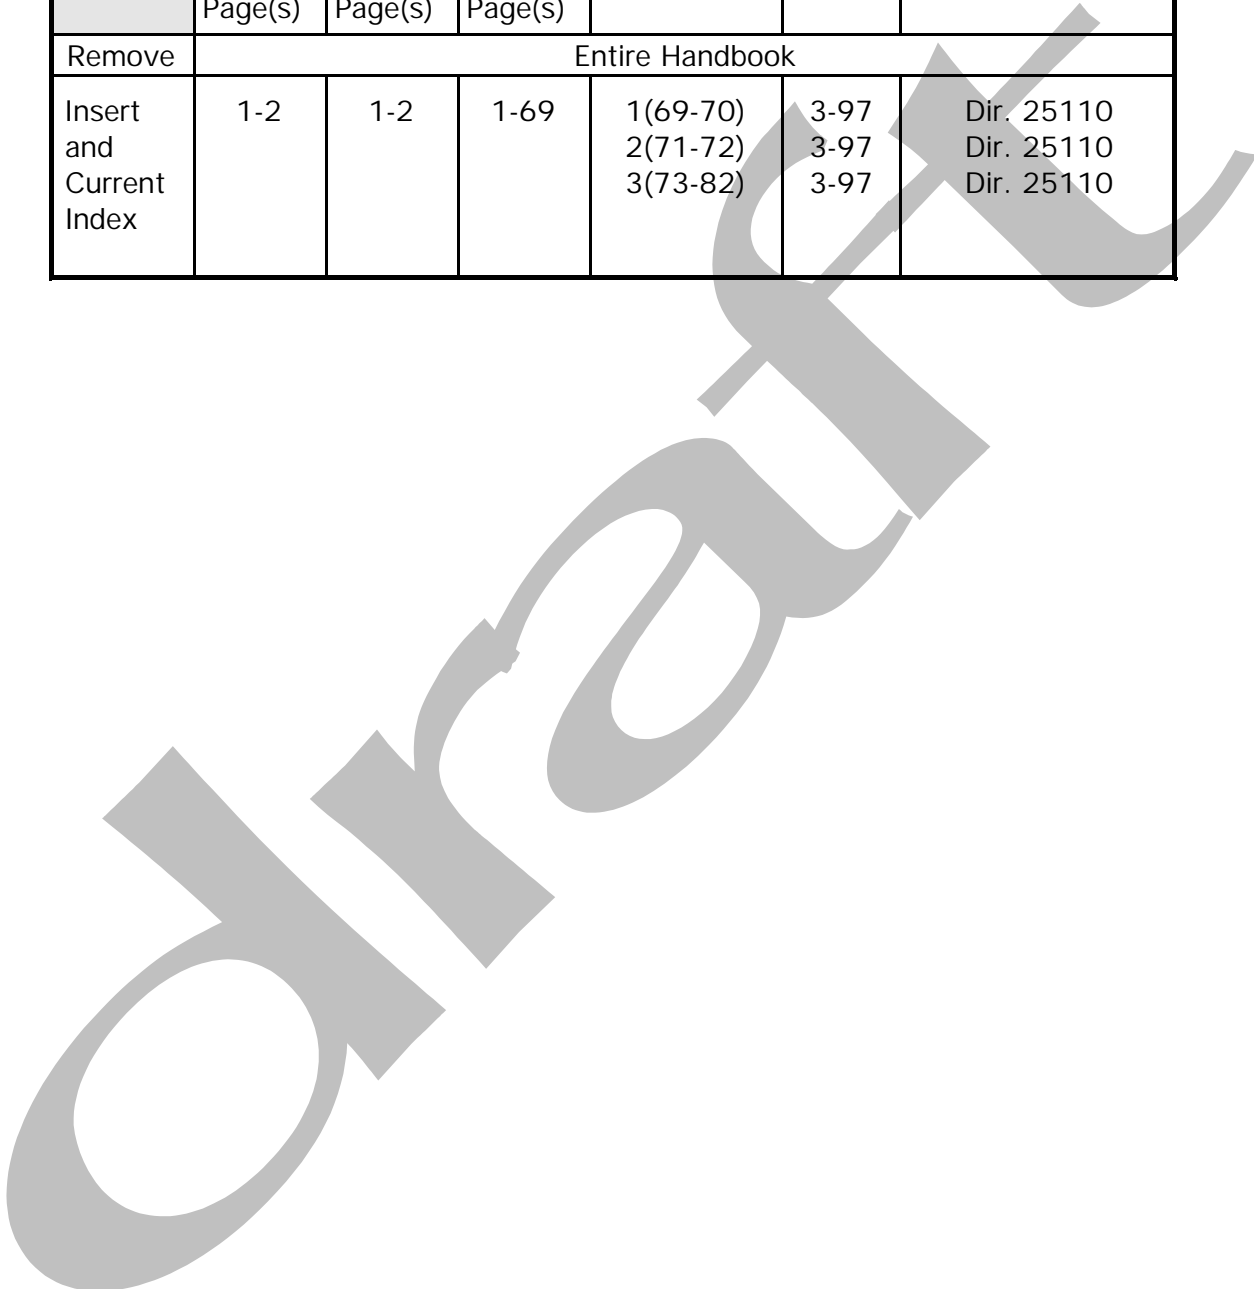 Page(s) Page(s) Page(s)
Remove Entire Handbook
Insert 1-2 1-2 1-69 1(69-70) 3-97 Dir. 25110
and 2(71-72) 3-97 Dir. 25110
Current 3(73-82) 3-97 Dir. 25110
Index
draft